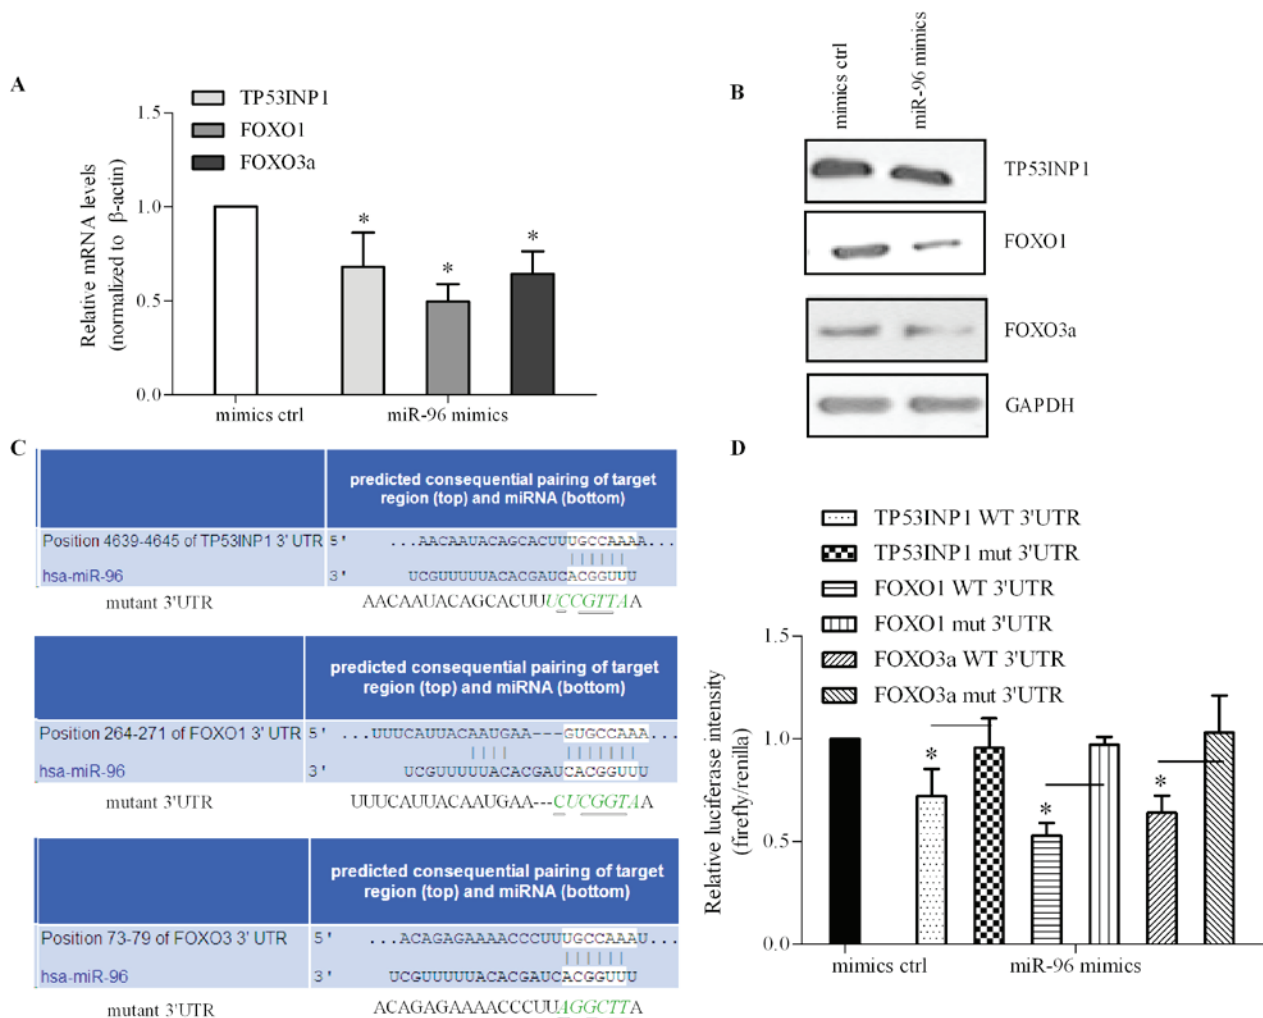 A
TP53INP1
FOXO1
FOXO3a
Relative mRNA levels
(normalized to β-actin)
1.5
1.0
0.5
0.0
*
*
*
mimics ctrl
miR-96 mimics
B
mimics ctrl
miR-96 mimics
TP53INP1
FOXO1
FOXO3a
GAPDH
C
predicted consequential pairing of target
region (top) and miRNA (bottom)
Position 4639-4645 of TP53INP1 3' UTR 5' ...AACAAUACAGCACUUUGCCAAAA...
hsa-miR-96 3' UCGUUUUUACACGAUCACGGUUU
mutant 3'UTR AACAAUACAGCACUUUCCGTTAA
predicted consequential pairing of target
region (top) and miRNA (bottom)
Position 264-271 of FOXO1 3' UTR 5' ...UUUCAUUACAAUGAA---GUGCCAAA...
hsa-miR-96 3' UCGUUUUUACACGAUCACGGUUU
mutant 3'UTR UUUCAUUACAAUGAA---CUCGGTAA
predicted consequential pairing of target
region (top) and miRNA (bottom)
Position 73-79 of FOXO3 3' UTR 5' ...ACAGAGAAAACCCUUUGCCAAAU...
hsa-miR-96 3' UCGUUUUUACACGAUCACGGUUU
mutant 3'UTR ACAGAGAAAACCCUUAGGCTTA
D
TP53INP1 WT 3'UTR
TP53INP1 mut 3'UTR
FOXO1 WT 3'UTR
FOXO1 mut 3'UTR
FOXO3a WT 3'UTR
FOXO3a mut 3'UTR
Relative luciferase intensity
(firefly/renilla)
1.5
1.0
0.5
0.0
*
*
*
mimics ctrl
miR-96 mimics